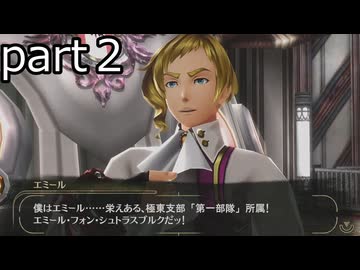 part２
エミール
僕はエミール……栄えある、極東支部「第一部隊」所属！
エミール・フォン・シュトラスブルクだッ！